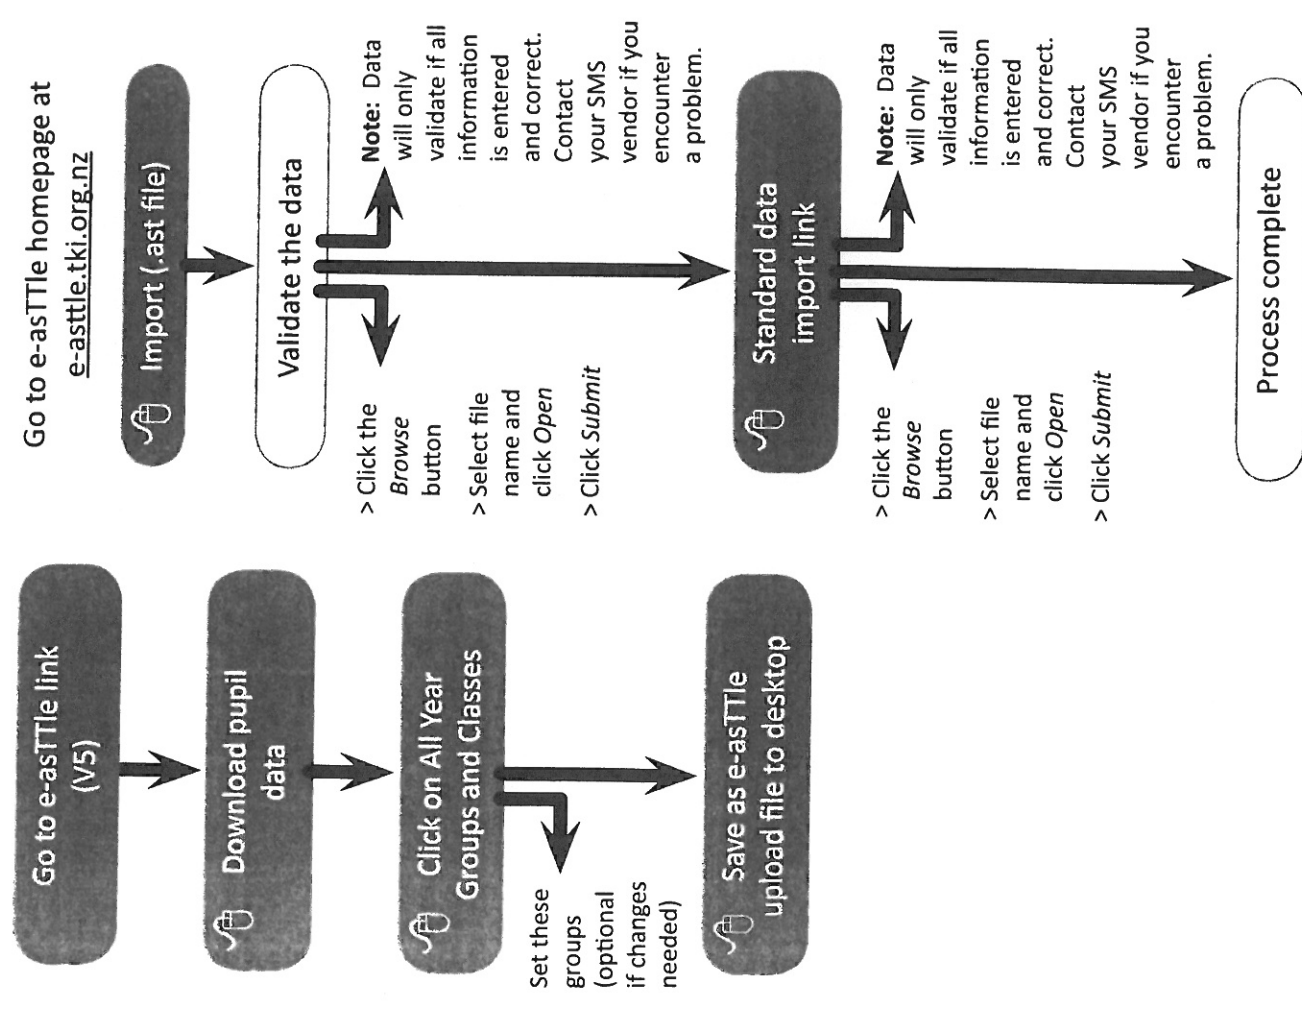 Go to e-asTTle link
(V5)
Download pupil
data
Click on All Year
Groups and Classes
Set these
groups
(optional
if changes
needed)
Save as e-asTTle
upload file to desktop
Go to e-asTTle homepage at
e-asttle.tki.org.nz
Import (.ast file)
Validate the data
> Click the
Browse
button
> Select file
name and
click Open
> Click Submit
Note: Data
will only
validate if all
information
is entered
and correct.
Contact
your SMS
vendor if you
encounter
a problem.
Standard data
import link
> Click the
Browse
button
> Select file
name and
click Open
> Click Submit
Note: Data
will only
validate if all
information
is entered
and correct.
Contact
your SMS
vendor if you
encounter
a problem.
Process complete